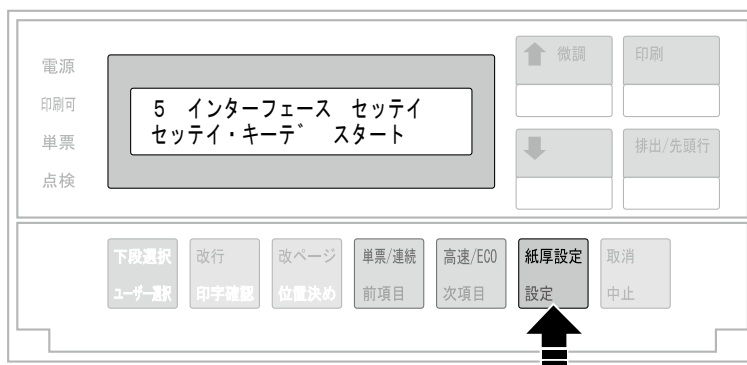 電源
印刷可
単票
点検
5 インターフェース セッテイ
セッテイ・キーデ゛ スタート
微調
印刷
排出/先頭行
下段選択
ユーザー選択
改行
印字確認
改ページ
位置決め
単票/連続
前項目
高速/ECO
次項目
紙厚設定
設定
取消
中止